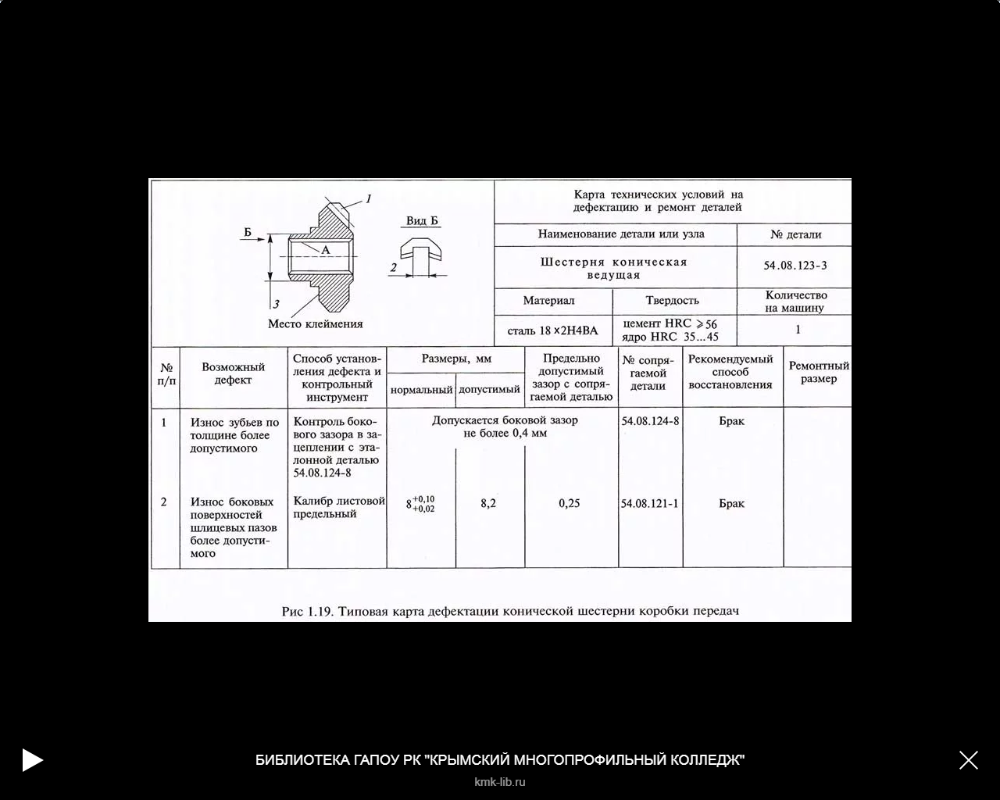 1
Б
Вид Б
А
2
3
Место клеймения
Карта технических условий на
дефектацию и ремонт деталей
Наименование детали или узла
№ детали
Шестерня коническая
ведущая
54.08.123-3
Материал
Твердость
Количество
на машину
сталь 18×2Н4ВА
цемент HRC ⩾56
ядро HRC 35...45
1
№
п/п
Возможный
дефект
Способ установ-
ления дефекта и
контрольный
инструмент
Размеры, мм
нормальный
допустимый
Предельно
допустимый
зазор с сопря-
гаемой деталью
№ сопря-
гаемой
детали
Рекомендуемый
способ
восстановления
Ремонтный
размер
1
Износ зубьев по
толщине более
допустимого
Контроль боко-
вого зазора в за-
цеплении с эта-
лонной деталью
54.08.124-8
Допускается боковой зазор
не более 0,4 мм
54.08.124-8
Брак
2
Износ боковых
поверхностей
шлицевых пазов
более допусти-
мого
Калибр листовой
предельный
8 +0,10 +0,02
8,2
0,25
54.08.121-1
Брак
Рис 1.19. Типовая карта дефектации конической шестерни коробки передач
БИБЛИОТЕКА ГАПОУ РК "КРЫМСКИЙ МНОГОПРОФИЛЬНЫЙ КОЛЛЕДЖ"
kmk-lib.ru